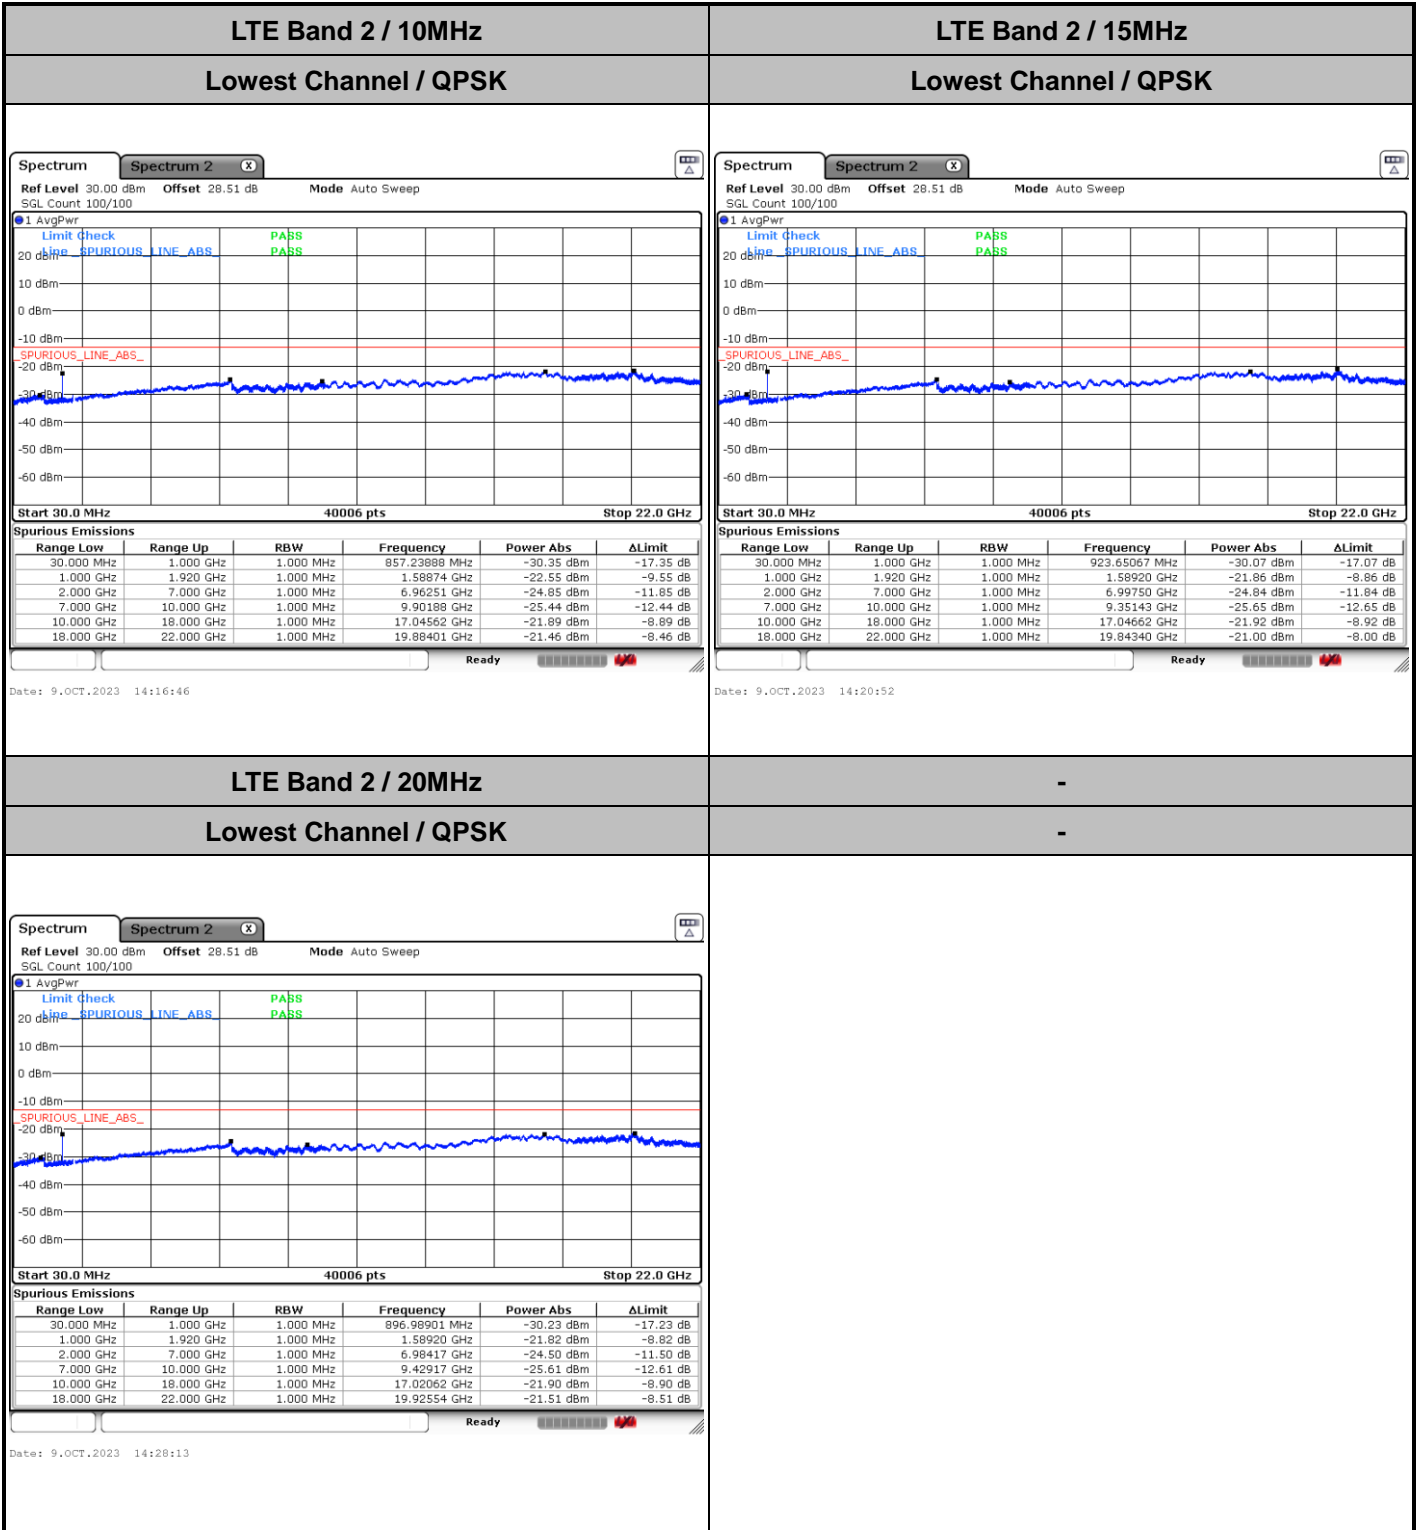 LTE Band 2 / 10MHz
Lowest Channel / QPSK
Spectrum Spectrum 2 X
Ref Level 30.00 dBm Offset 28.51 dB Mode Auto Sweep
SGL Count 100/100
1 AvgPwr
Limit Check PASS
Line _SPURIOUS_LINE_ABS_ PASS
20 dBm
10 dBm
0 dBm
-10 dBm
_SPURIOUS_LINE_ABS_
-20 dBm
-30 dBm
-40 dBm
-50 dBm
-60 dBm
Start 30.0 MHz 40006 pts Stop 22.0 GHz
Spurious Emissions
Range Low Range Up RBW Frequency Power Abs ΔLimit
30.000 MHz 1.000 GHz 1.000 MHz 857.23888 MHz -30.35 dBm -17.35 dB
1.000 GHz 1.920 GHz 1.000 MHz 1.58874 GHz -22.55 dBm -9.55 dB
2.000 GHz 7.000 GHz 1.000 MHz 6.96251 GHz -24.85 dBm -11.85 dB
7.000 GHz 10.000 GHz 1.000 MHz 9.90188 GHz -25.44 dBm -12.44 dB
10.000 GHz 18.000 GHz 1.000 MHz 17.04562 GHz -21.89 dBm -8.89 dB
18.000 GHz 22.000 GHz 1.000 MHz 19.88401 GHz -21.46 dBm -8.46 dB
Ready
Date: 9.OCT.2023 14:16:46
LTE Band 2 / 15MHz
Lowest Channel / QPSK
Spectrum Spectrum 2 X
Ref Level 30.00 dBm Offset 28.51 dB Mode Auto Sweep
SGL Count 100/100
1 AvgPwr
Limit Check PASS
Line _SPURIOUS_LINE_ABS_ PASS
20 dBm
10 dBm
0 dBm
-10 dBm
_SPURIOUS_LINE_ABS_
-20 dBm
-30 dBm
-40 dBm
-50 dBm
-60 dBm
Start 30.0 MHz 40006 pts Stop 22.0 GHz
Spurious Emissions
Range Low Range Up RBW Frequency Power Abs ΔLimit
30.000 MHz 1.000 GHz 1.000 MHz 923.65067 MHz -30.07 dBm -17.07 dB
1.000 GHz 1.920 GHz 1.000 MHz 1.58920 GHz -21.86 dBm -8.86 dB
2.000 GHz 7.000 GHz 1.000 MHz 6.99750 GHz -24.84 dBm -11.84 dB
7.000 GHz 10.000 GHz 1.000 MHz 9.35143 GHz -25.65 dBm -12.65 dB
10.000 GHz 18.000 GHz 1.000 MHz 17.04662 GHz -21.92 dBm -8.92 dB
18.000 GHz 22.000 GHz 1.000 MHz 19.84340 GHz -21.00 dBm -8.00 dB
Ready
Date: 9.OCT.2023 14:20:52
LTE Band 2 / 20MHz
Lowest Channel / QPSK
Spectrum Spectrum 2 X
Ref Level 30.00 dBm Offset 28.51 dB Mode Auto Sweep
SGL Count 100/100
1 AvgPwr
Limit Check PASS
Line _SPURIOUS_LINE_ABS_ PASS
20 dBm
10 dBm
0 dBm
-10 dBm
_SPURIOUS_LINE_ABS_
-20 dBm
-30 dBm
-40 dBm
-50 dBm
-60 dBm
Start 30.0 MHz 40006 pts Stop 22.0 GHz
Spurious Emissions
Range Low Range Up RBW Frequency Power Abs ΔLimit
30.000 MHz 1.000 GHz 1.000 MHz 896.98901 MHz -30.23 dBm -17.23 dB
1.000 GHz 1.920 GHz 1.000 MHz 1.58920 GHz -21.82 dBm -8.82 dB
2.000 GHz 7.000 GHz 1.000 MHz 6.98417 GHz -24.50 dBm -11.50 dB
7.000 GHz 10.000 GHz 1.000 MHz 9.42917 GHz -25.61 dBm -12.61 dB
10.000 GHz 18.000 GHz 1.000 MHz 17.02062 GHz -21.90 dBm -8.90 dB
18.000 GHz 22.000 GHz 1.000 MHz 19.92554 GHz -21.51 dBm -8.51 dB
Ready
Date: 9.OCT.2023 14:28:13
-
-